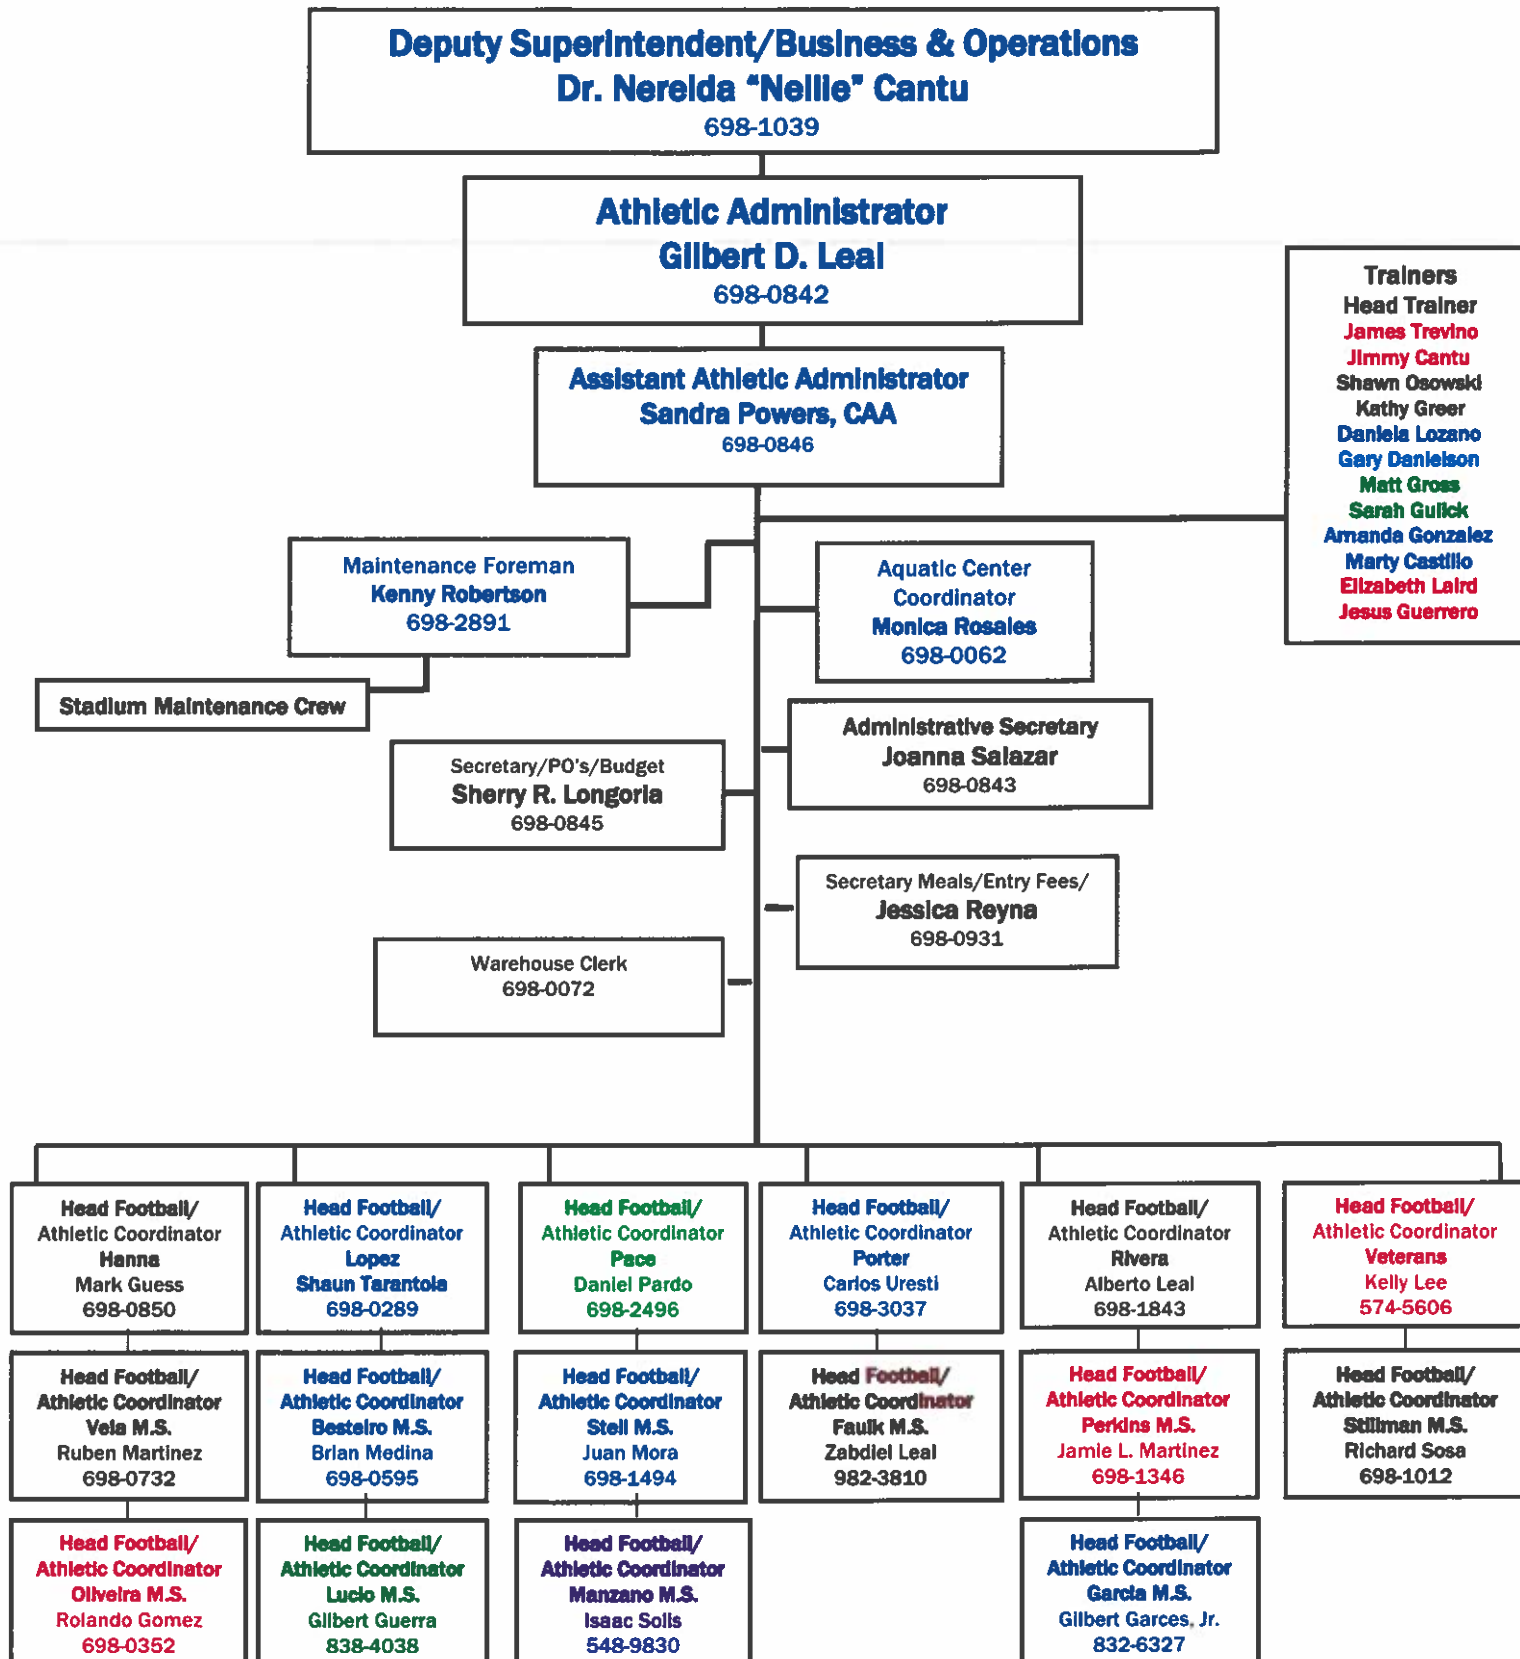 Deputy Superintendent/Business & Operations
Dr. Nereida "Nellie" Cantu
698-1039
Athletic Administrator
Gilbert D. Leal
698-0842
Assistant Athletic Administrator
Sandra Powers, CAA
698-0846
Trainers
Head Trainer
James Trevino
Jimmy Cantu
Shawn Osowski
Kathy Greer
Daniela Lozano
Gary Danielson
Matt Gross
Sarah Gulick
Amanda Gonzalez
Marty Castillo
Elizabeth Laird
Jesus Guerrero
Maintenance Foreman
Kenny Robertson
698-2891
Aquatic Center
Coordinator
Monica Rosales
698-0062
Stadium Maintenance Crew
Administrative Secretary
Joanna Salazar
698-0843
Secretary/PO's/Budget
Sherry R. Longoria
698-0845
Secretary Meals/Entry Fees/
Jessica Reyna
698-0931
Warehouse Clerk
698-0072
Head Football/
Athletic Coordinator
Hanna
Mark Guess
698-0850
Head Football/
Athletic Coordinator
Lopez
Shaun Tarantola
698-0289
Head Football/
Athletic Coordinator
Pace
Daniel Pardo
698-2496
Head Football/
Athletic Coordinator
Porter
Carlos Uresti
698-3037
Head Football/
Athletic Coordinator
Rivera
Alberto Leal
698-1843
Head Football/
Athletic Coordinator
Veterans
Kelly Lee
574-5606
Head Football/
Athletic Coordinator
Vela M.S.
Ruben Martinez
698-0732
Head Football/
Athletic Coordinator
Besteiro M.S.
Brian Medina
698-0595
Head Football/
Athletic Coordinator
Stell M.S.
Juan Mora
698-1494
Head Football/
Athletic Coordinator
Faulk M.S.
Zabdiel Leal
982-3810
Head Football/
Athletic Coordinator
Perkins M.S.
Jamie L. Martinez
698-1346
Head Football/
Athletic Coordinator
Stillman M.S.
Richard Sosa
698-1012
Head Football/
Athletic Coordinator
Oliveira M.S.
Rolando Gomez
698-0352
Head Football/
Athletic Coordinator
Lucio M.S.
Gilbert Guerra
838-4038
Head Football/
Athletic Coordinator
Manzano M.S.
Isaac Solis
548-9830
Head Football/
Athletic Coordinator
Garcia M.S.
Gilbert Garces, Jr.
832-6327